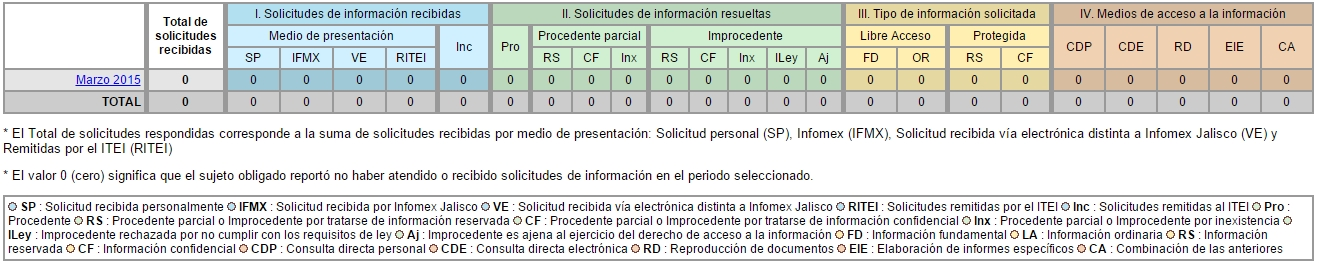 Total de solicitudes recibidas I. Solicitudes de información recibidas II. Solicitudes de información resueltas III. Tipo de información solicitada IV. Medios de acceso a la información
Medio de presentación Inc Pro Procedente parcial Improcedente Libre Acceso Protegida CDP CDE RD EIE CA
SP IFMX VE RITEI RS CF Inx RS CF Inx ILey Aj FD OR RS CF
Marzo 2015 0 0 0 0 0 0 0 0 0 0 0 0 0 0 0 0 0 0 0 0 0 0 0 0
TOTAL 0 0 0 0 0 0 0 0 0 0 0 0 0 0 0 0 0 0 0 0 0 0 0 0
* El Total de solicitudes respondidas corresponde a la suma de solicitudes recibidas por medio de presentación: Solicitud personal (SP), Infomex (IFMX), Solicitud recibida vía electrónica distinta a Infomex Jalisco (VE) y
Remitidas por el ITEI (RITEI)
* El valor 0 (cero) significa que el sujeto obligado reportó no haber atendido o recibido solicitudes de información en el periodo seleccionado.
SP : Solicitud recibida personalmente IFMX : Solicitud recibida por Infomex Jalisco VE : Solicitud recibida vía electrónica distinta a Infomex Jalisco RITEI : Solicitudes remitidas por el ITEI Inc : Solicitudes remitidas al ITEI Pro :
Procedente RS : Procedente parcial o Improcedente por tratarse de información reservada CF : Procedente parcial o Improcedente por tratarse de información confidencial Inx : Procedente parcial o Improcedente por inexistencia
ILey : Improcedente rechazada por no cumplir con los requisitos de ley Aj : Improcedente es ajena al ejercicio del derecho de acceso a la información FD : Información fundamental LA : Información ordinaria RS : Información
reservada CF : Información confidencial CDP : Consulta directa personal CDE : Consulta directa electrónica RD : Reproducción de documentos EIE : Elaboración de informes específicos CA : Combinación de las anteriores